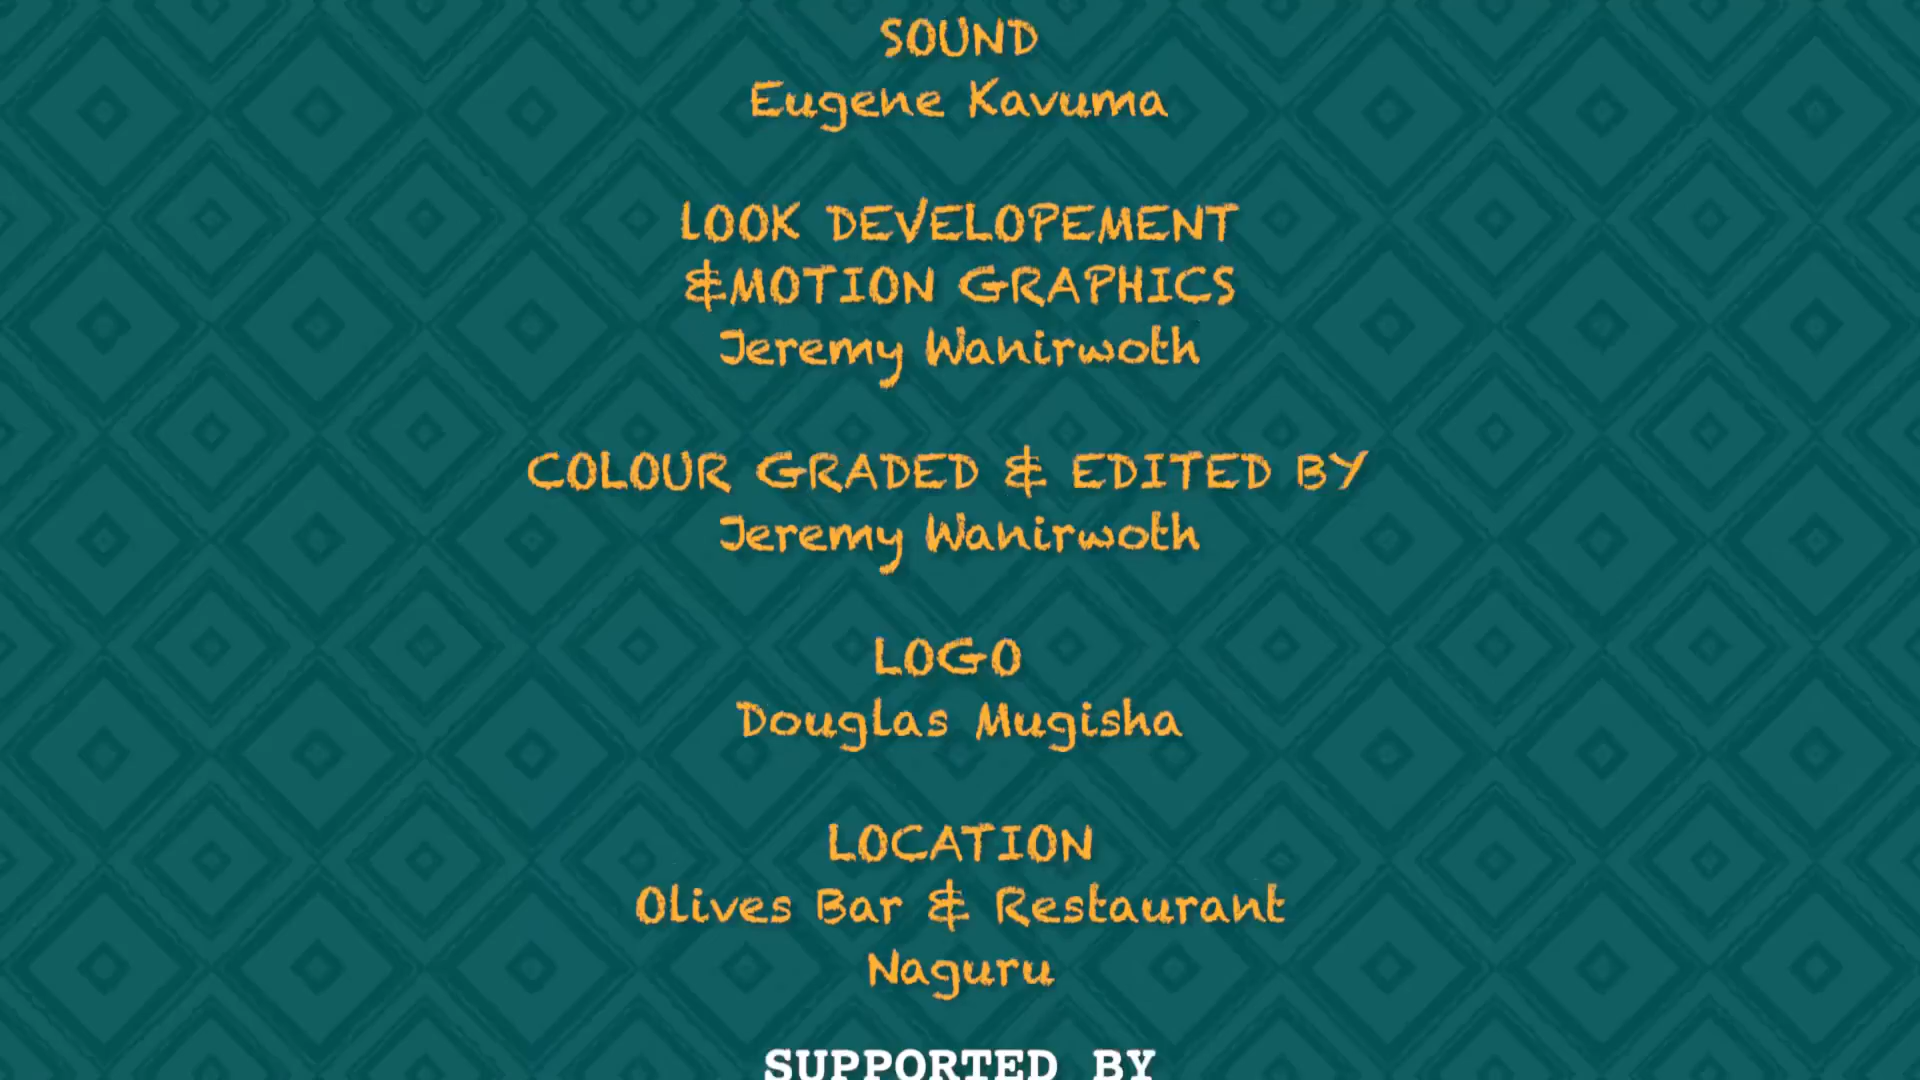 SOUND
Eugene Kavuma
LOOK DEVELOPEMENT
&MOTION GRAPHICS
Jeremy Wanirwoth
COLOUR GRADED & EDITED BY
Jeremy Wanirwoth
LOGO
Douglas Mugisha
LOCATION
Olives Bar & Restaurant
Naguru
SUPPORTED BY